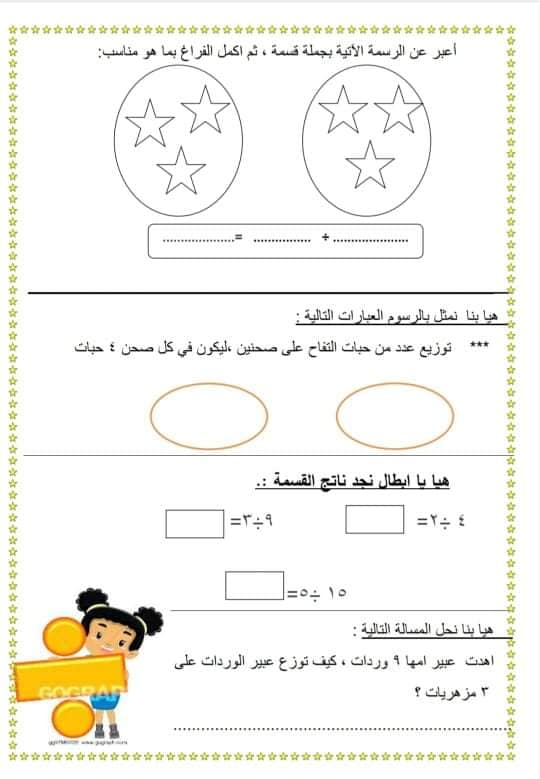 أعبر عن الرسمة الآتية بجملة قسمة ، ثم اكمل الفراغ بما هو مناسب:
..................... ÷ ................ =....................
هيا بنا نمثل بالرسوم العبارات التالية :
*** توزيع عدد من حبات التفاح على صحنين ،ليكون في كل صحن ٤ حبات
هيا يا ابطال نجد ناتج القسمة :.
٤ ÷٢=
٩÷٣=
١٥ ÷٥=
هيا بنا نحل المسالة التالية :
اهدت عبير امها ٩ وردات ، كيف توزع عبير الوردات على
٣ مزهريات ؟
GOGRAP
www.gograph.com